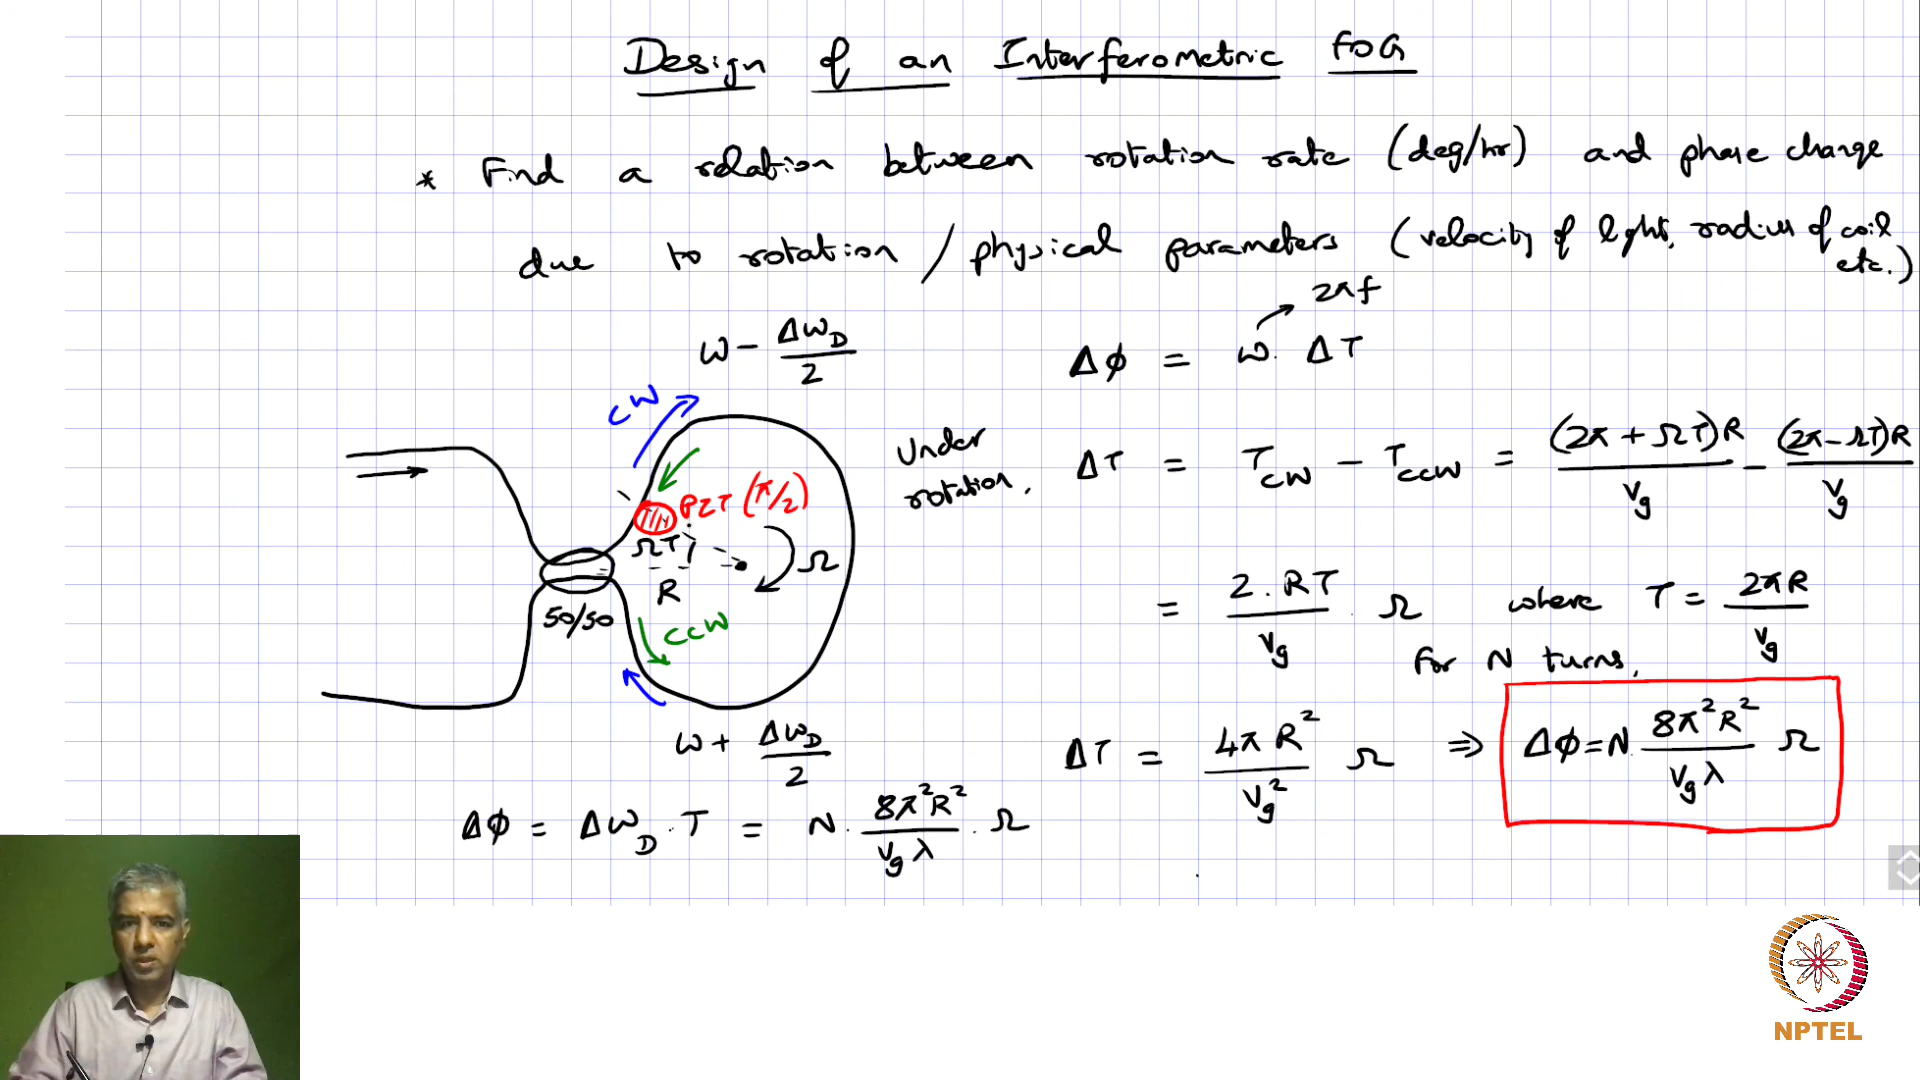 Design of an Interferometric FOG
* Find a relation between rotation rate (deg/hr) and phase change
due to rotation / physical parameters (velocity of light, radius of coil etc.)
ω - Δω_D / 2
2πf
Δϕ = ω. ΔT
CW
Under rotation, ΔT = T_CW - T_CCW = (2π + ΩT)R / v_g - (2π - ΩT)R / v_g
PZT (π/2)
ΩT
Ω
R
50/50
CCW
= 2.RT / v_g . Ω where T = 2πR / v_g
For N turns,
ω + Δω_D / 2
ΔT = 4πR² / v_g² Ω ⇒ Δϕ = N. 8π²R² / v_g λ Ω
Δϕ = Δω_D . T = N. 8π²R² / v_g λ . Ω
NPTEL